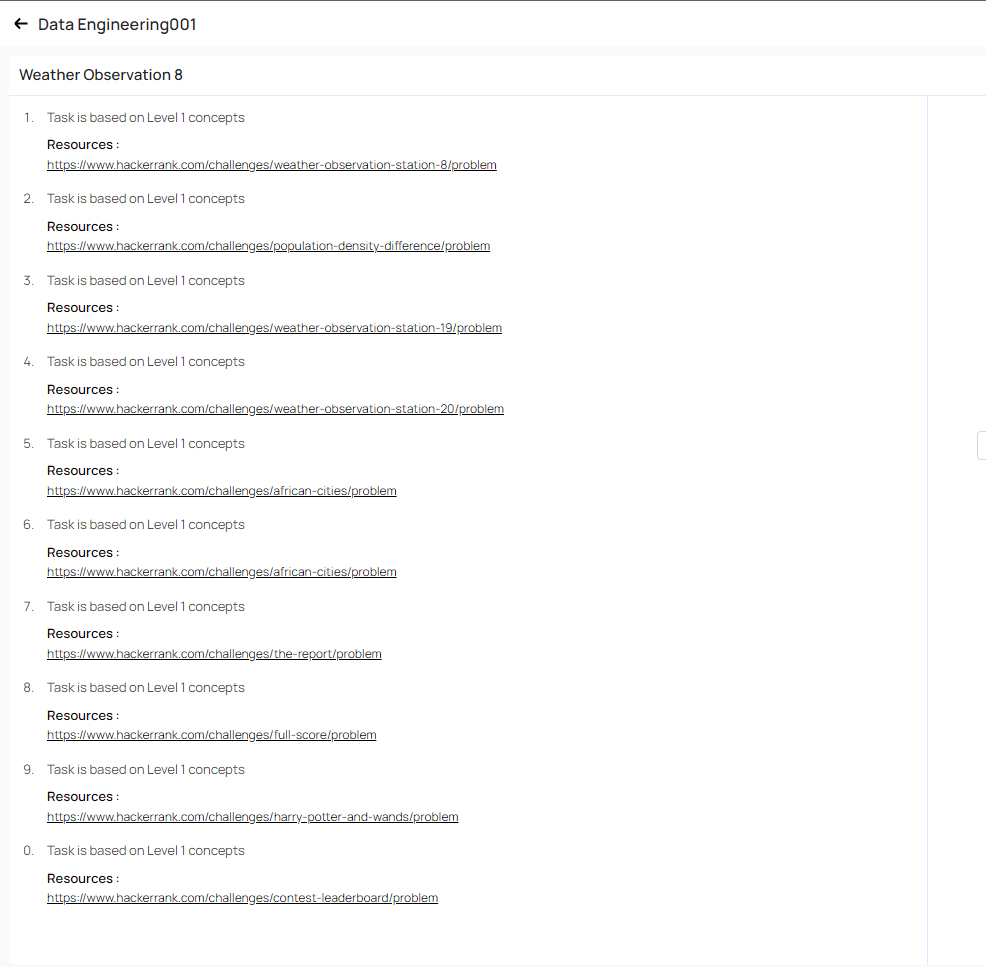 Data Engineering001
Weather Observation 8
1. Task is based on Level 1 concepts
Resources :
https://www.hackerrank.com/challenges/weather-observation-station-8/problem
2. Task is based on Level 1 concepts
Resources :
https://www.hackerrank.com/challenges/population-density-difference/problem
3. Task is based on Level 1 concepts
Resources :
https://www.hackerrank.com/challenges/weather-observation-station-19/problem
4. Task is based on Level 1 concepts
Resources :
https://www.hackerrank.com/challenges/weather-observation-station-20/problem
5. Task is based on Level 1 concepts
Resources :
https://www.hackerrank.com/challenges/african-cities/problem
6. Task is based on Level 1 concepts
Resources :
https://www.hackerrank.com/challenges/african-cities/problem
7. Task is based on Level 1 concepts
Resources :
https://www.hackerrank.com/challenges/the-report/problem
8. Task is based on Level 1 concepts
Resources :
https://www.hackerrank.com/challenges/full-score/problem
9. Task is based on Level 1 concepts
Resources :
https://www.hackerrank.com/challenges/harry-potter-and-wands/problem
0. Task is based on Level 1 concepts
Resources :
https://www.hackerrank.com/challenges/contest-leaderboard/problem